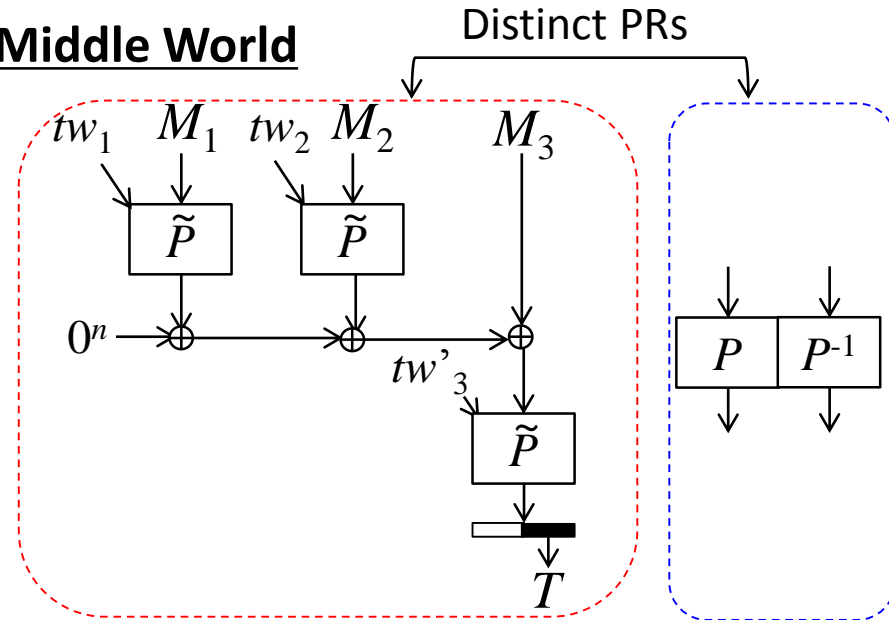 Middle World
Distinct PRs
tw₁ M₁ tw₂ M₂ M₃
P̃ P̃
0ⁿ
tw'₃
P P⁻¹
P̃
T